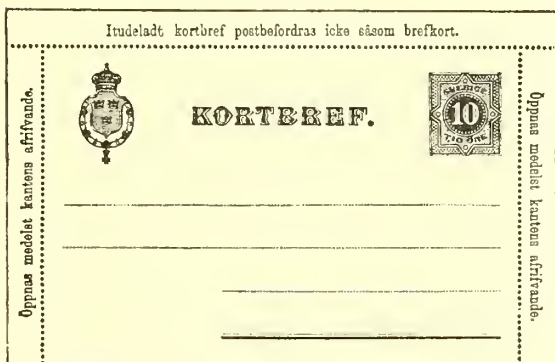 Itudeladt kortbref postbefordras icke såsom brefkort.
Öppnas medelst kantens afrifvande.
KORTBREF.
SVERIGE
10
TIO ÖRE
Öppnas medelst kantens afrifvande.